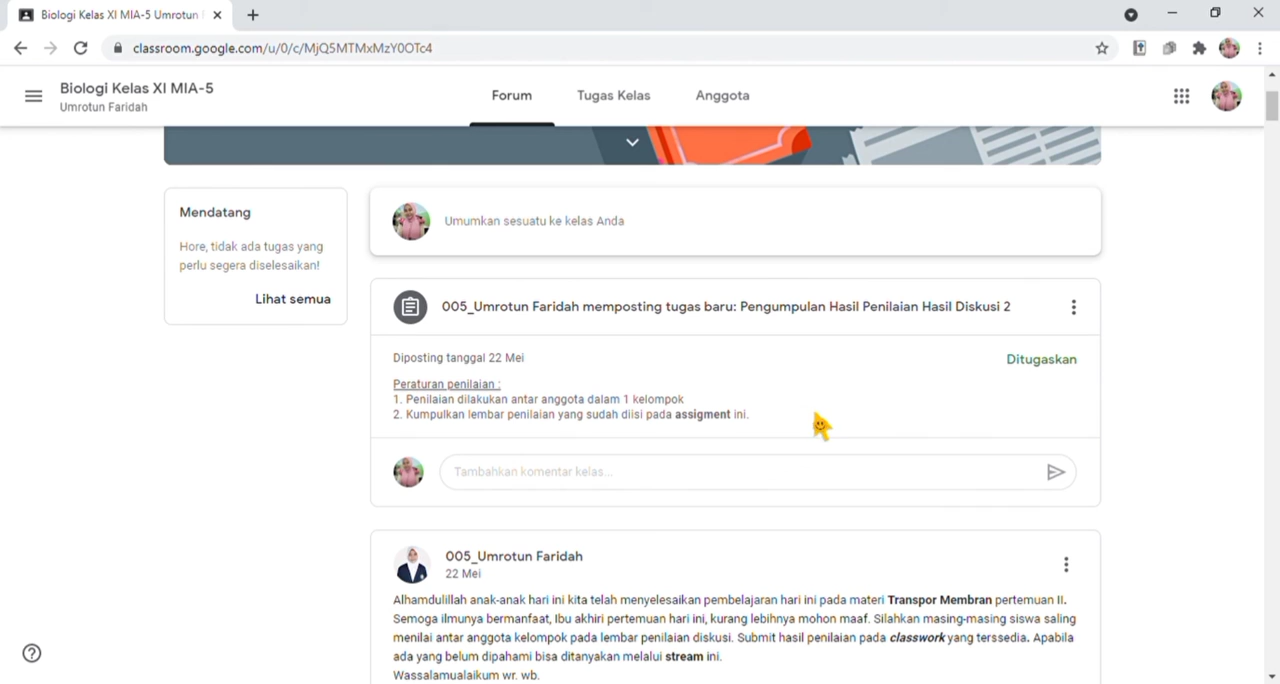 Biologi Kelas XI MIA-5 Umrotun
classroom.google.com/u/0/c/MjQ5MTMxMzY0OTc4
Biologi Kelas XI MIA-5
Umrotun Faridah
Forum
Tugas Kelas
Anggota
Mendatang
Hore, tidak ada tugas yang
perlu segera diselesaikan!
Lihat semua
Umumkan sesuatu ke kelas Anda
005_Umrotun Faridah memposting tugas baru: Pengumpulan Hasil Penilaian Hasil Diskusi 2
Diposting tanggal 22 Mei
Ditugaskan
Peraturan penilaian :
1. Penilaian dilakukan antar anggota dalam 1 kelompok
2. Kumpulkan lembar penilaian yang sudah diisi pada assigment ini.
Tambahkan komentar kelas...
005_Umrotun Faridah
22 Mei
Alhamdulillah anak-anak hari ini kita telah menyelesaikan pembelajaran hari ini pada materi Transpor Membran pertemuan II.
Semoga ilmunya bermanfaat, Ibu akhiri pertemuan hari ini, kurang lebihnya mohon maaf. Silahkan masing-masing siswa saling
menilai antar anggota kelompok pada lembar penilaian diskusi. Submit hasil penilaian pada classwork yang terssedia. Apabila
ada yang belum dipahami bisa ditanyakan melalui stream ini.
Wassalamualaikum wr. wb.